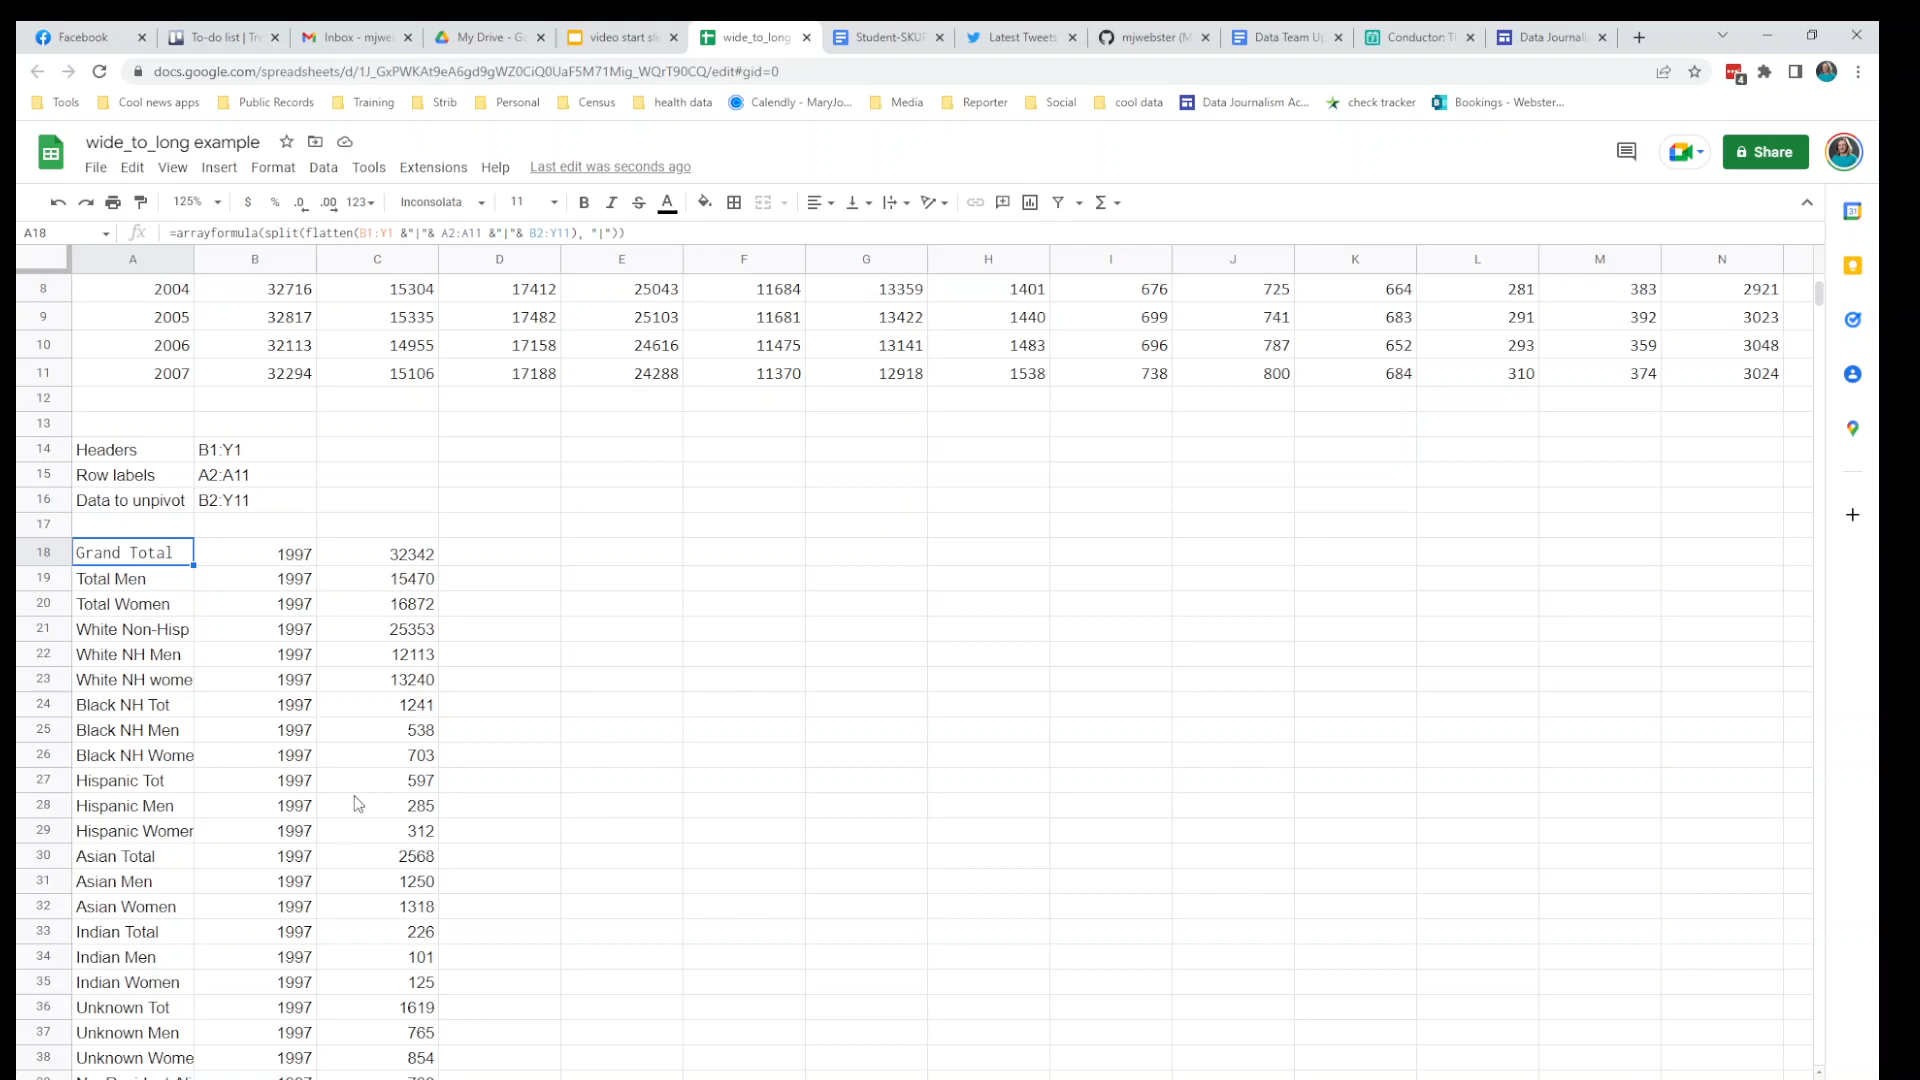 Facebook To-do list | Tr Inbox - mjwe My Drive - Go video start sli wide_to_long Student-SKUP Latest Tweets mjwebster (M Data Team U Conductor: T Data Journali
docs.google.com/spreadsheets/d/1J_GxPWKAt9eA6gd9gWZ0CiQ0UaF5M71Mig_WQrT90CQ/edit#gid=0 4
Tools Cool news apps Public Records Training Strib Personal Census health data Calendly - MaryJo... Media Reporter Social cool data Data Journalism Ac... check tracker Bookings - Webster...
wide_to_long example
File Edit View Insert Format Data Tools Extensions Help Last edit was seconds ago
Share
125% $ % .0 .00 123 Inconsolata 11 B I S A Σ
31
A18 fx =arrayformula(split(flatten(B1:Y1 &"|"& A2:A11 &"|"& B2:Y11), "|"))
A B C D E F G H I J K L M N
8 2004 32716 15304 17412 25043 11684 13359 1401 676 725 664 281 383 2921
9 2005 32817 15335 17482 25103 11681 13422 1440 699 741 683 291 392 3023
10 2006 32113 14955 17158 24616 11475 13141 1483 696 787 652 293 359 3048
11 2007 32294 15106 17188 24288 11370 12918 1538 738 800 684 310 374 3024
12
13
14 Headers B1:Y1
15 Row labels A2:A11
16 Data to unpivot B2:Y11
17
18 Grand Total 1997 32342
19 Total Men 1997 15470
20 Total Women 1997 16872
21 White Non-Hisp 1997 25353
22 White NH Men 1997 12113
23 White NH wome 1997 13240
24 Black NH Tot 1997 1241
25 Black NH Men 1997 538
26 Black NH Wome 1997 703
27 Hispanic Tot 1997 597
28 Hispanic Men 1997 285
29 Hispanic Women 1997 312
30 Asian Total 1997 2568
31 Asian Men 1997 1250
32 Asian Women 1997 1318
33 Indian Total 1997 226
34 Indian Men 1997 101
35 Indian Women 1997 125
36 Unknown Tot 1997 1619
37 Unknown Men 1997 765
38 Unknown Wome 1997 854